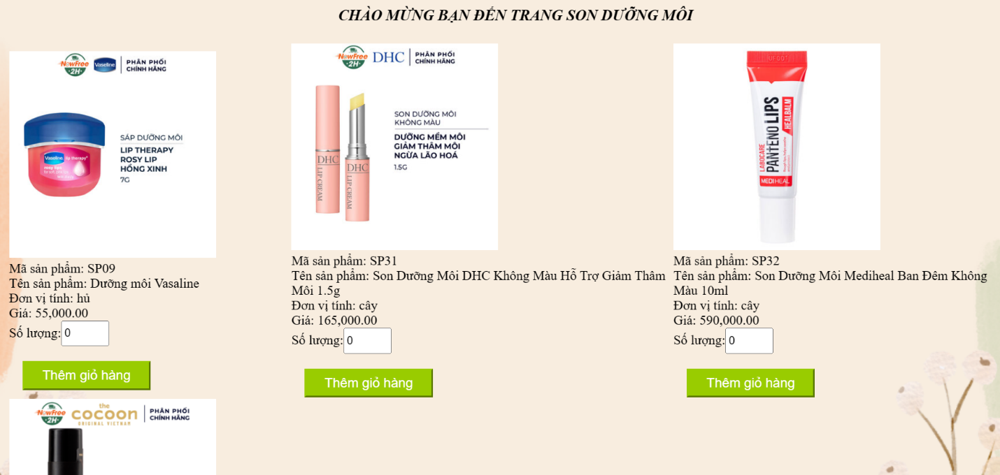 CHÀO MỪNG BẠN ĐẾN TRANG SON DƯỠNG MÔI
NowFree
2H
Vaseline
PHÂN PHỐI
CHÍNH HÃNG
SÁP DƯỠNG MÔI
LIP THERAPY
ROSY LIP
HỒNG XINH
7G
Vaseline. lip therapy
rosy lips
Mã sản phẩm: SP09
Tên sản phẩm: Dưỡng môi Vasaline
Đơn vị tính: hủ
Giá: 55,000.00
Số lượng: 0
Thêm giỏ hàng
NowFree
2H
DHC
PHÂN PHỐI
CHÍNH HÃNG
SON DƯỠNG MÔI
KHÔNG MÀU
DƯỠNG MỀM MÔI
GIẢM THÂM MÔI
NGỪA LÃO HOÁ
1.5G
DHC
LIP CREAM
DHC
LIP CREAM
Mã sản phẩm: SP31
Tên sản phẩm: Son Dưỡng Môi DHC Không Màu Hỗ Trợ Giảm Thâm
Môi 1.5g
Đơn vị tính: cây
Giá: 165,000.00
Số lượng: 0
Thêm giỏ hàng
LABOCARE
PANTENO LIPS
HEALBALM
MEDIHEAL
Mã sản phẩm: SP32
Tên sản phẩm: Son Dưỡng Môi Mediheal Ban Đêm Không
Màu 10ml
Đơn vị tính: cây
Giá: 590,000.00
Số lượng: 0
Thêm giỏ hàng
NowFree
2H
the
cocoon
ORIGINAL VIETNAM
PHÂN PHỐI
CHÍNH HÃNG